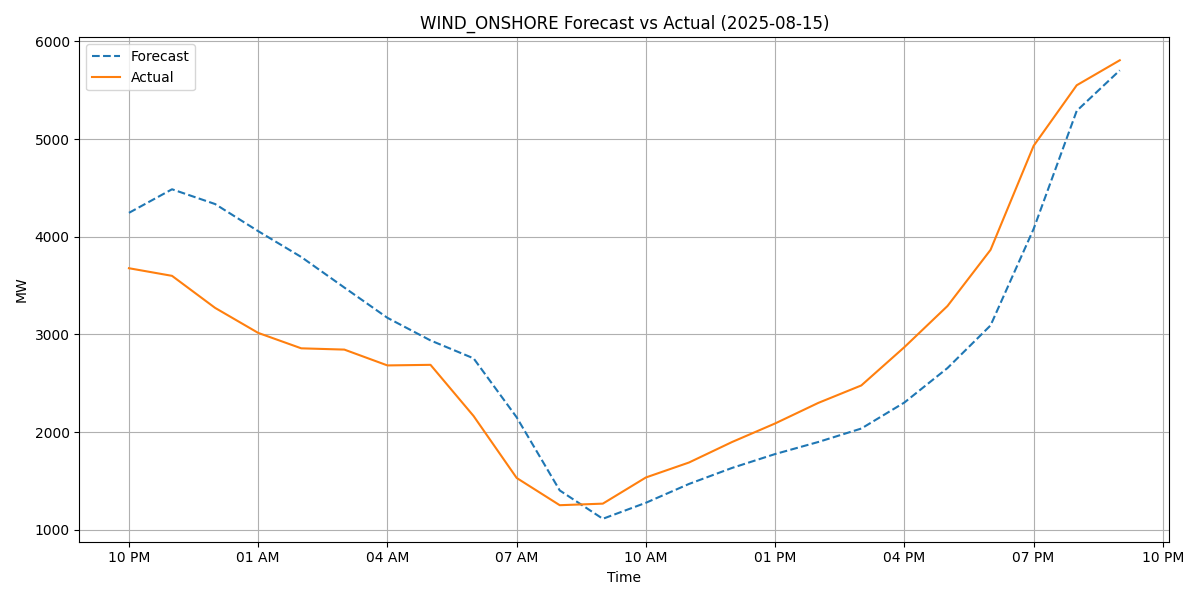 WIND_ONSHORE Forecast vs Actual (2025-08-15)
Forecast
Actual
6000
5000
4000
3000
2000
1000
MW
10 PM
01 AM
04 AM
07 AM
10 AM
01 PM
04 PM
07 PM
10 PM
Time